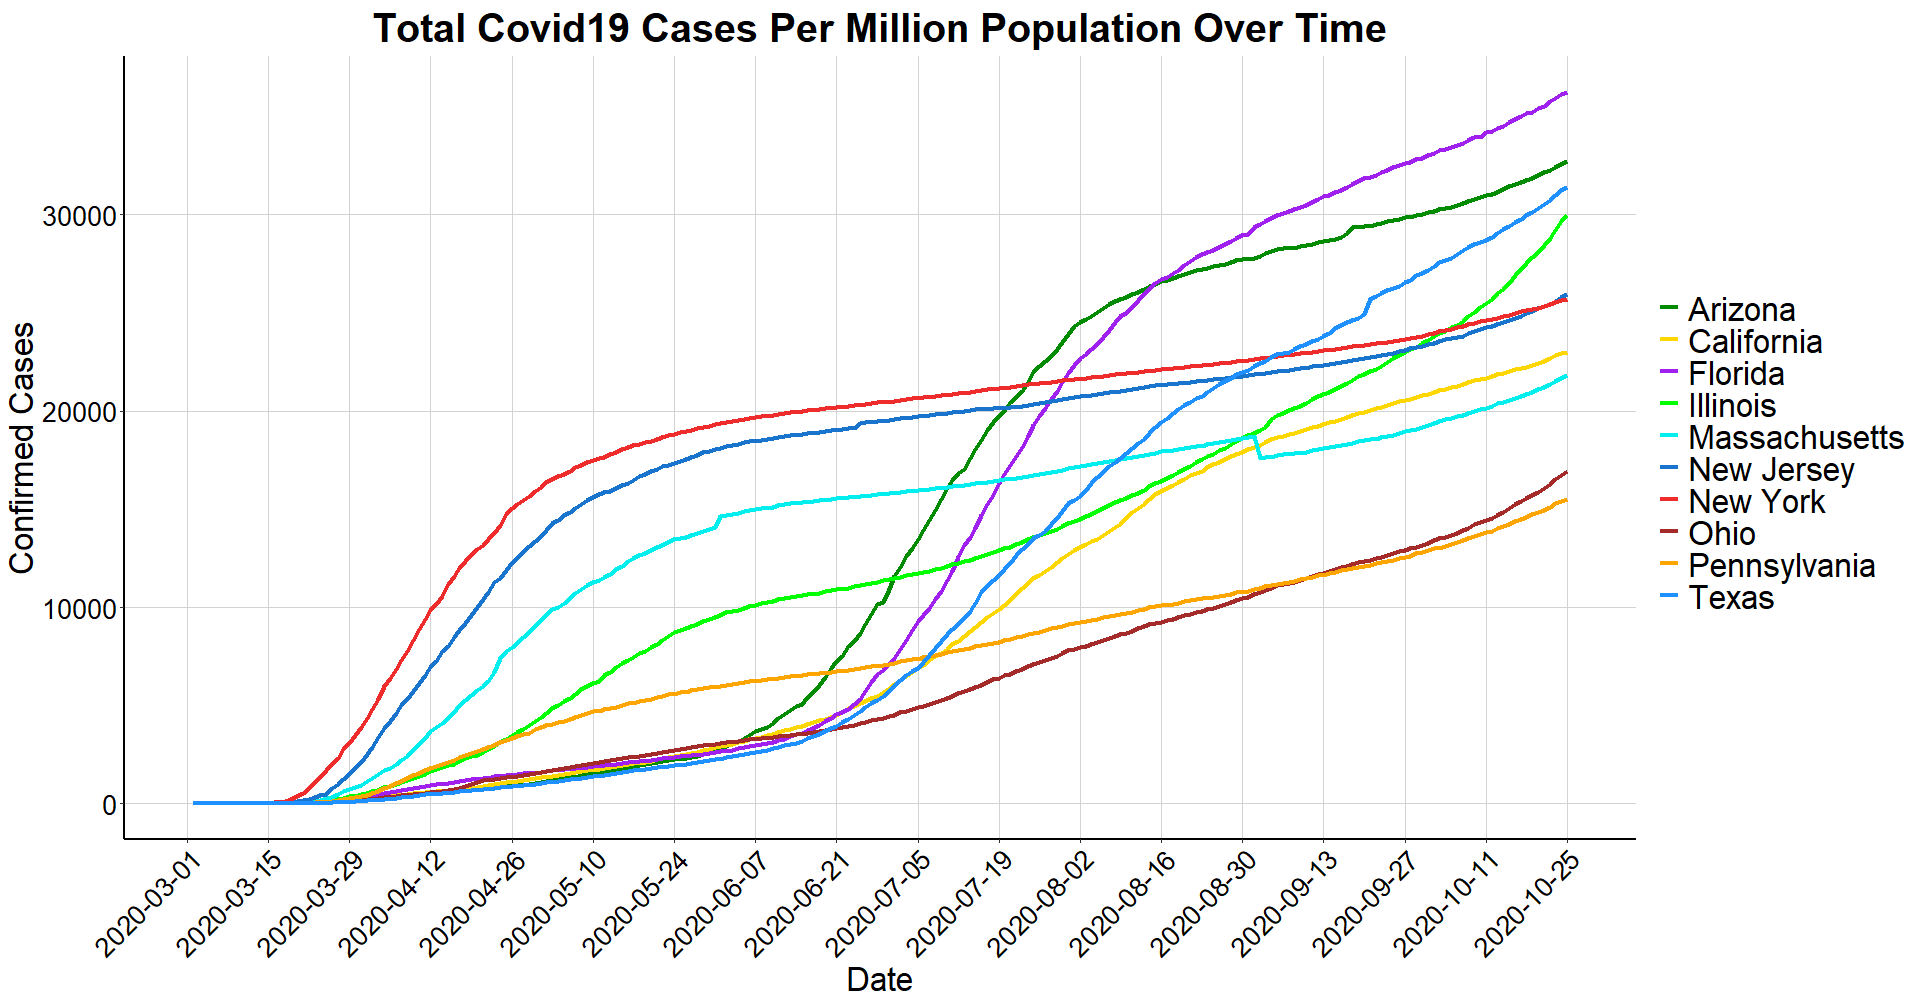 Total Covid19 Cases Per Million Population Over Time
Confirmed Cases
30000
20000
10000
0
2020-03-01
2020-03-15
2020-03-29
2020-04-12
2020-04-26
2020-05-10
2020-05-24
2020-06-07
2020-06-21
2020-07-05
2020-07-19
2020-08-02
2020-08-16
2020-08-30
2020-09-13
2020-09-27
2020-10-11
2020-10-25
Date
Arizona
California
Florida
Illinois
Massachusetts
New Jersey
New York
Ohio
Pennsylvania
Texas